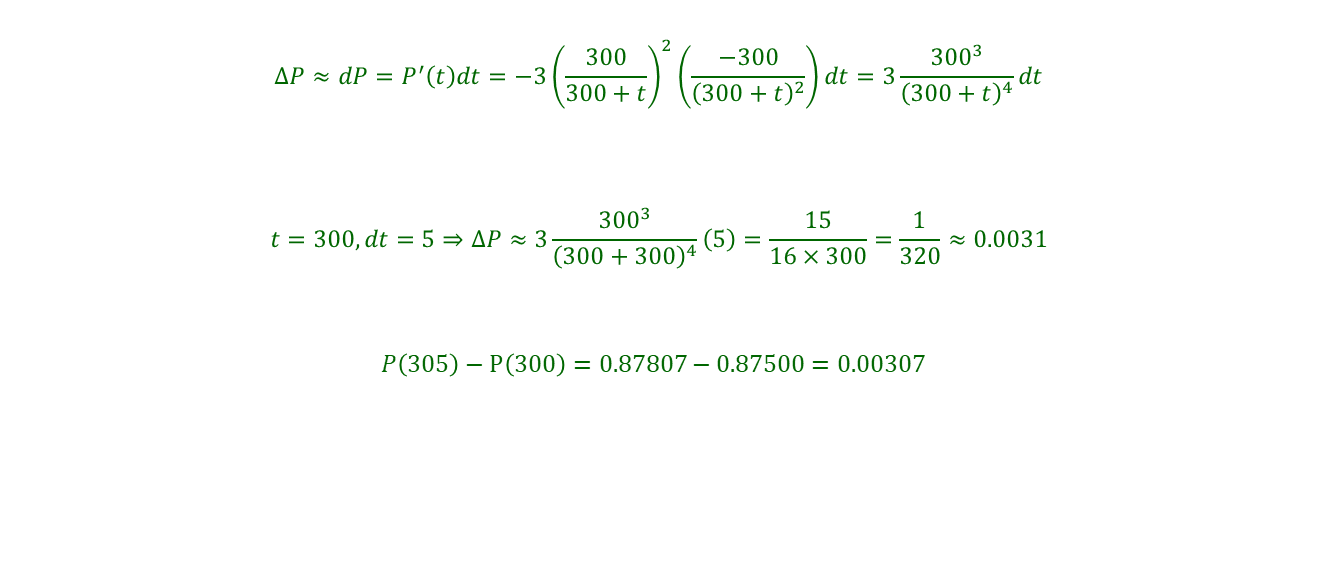 ΔP ≈ dP = P′(t)dt = −3(300/(300 + t))²(−300/(300 + t)²)dt = 3 300³/(300 + t)⁴ dt
t = 300, dt = 5 ⇒ ΔP ≈ 3 300³/(300 + 300)⁴ (5) = 15/(16 × 300) = 1/320 ≈ 0.0031
P(305) − P(300) = 0.87807 − 0.87500 = 0.00307